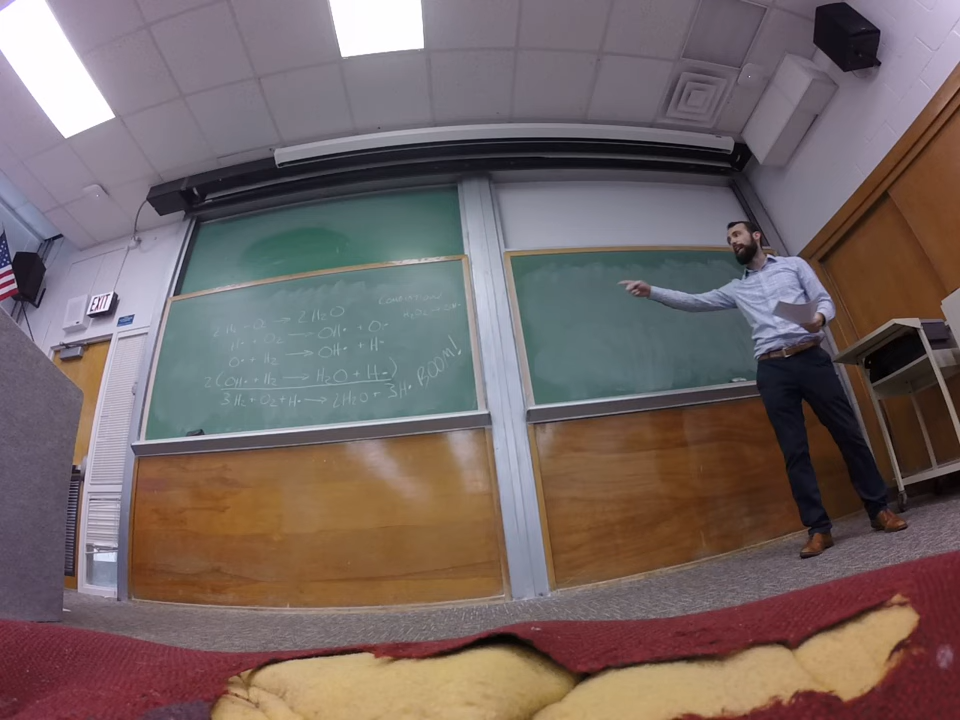 2H₂ + O₂ → 2H₂O
H• + O₂ → OH• + O•
O•• + H₂ → OH• + H•
2(OH• + H₂ → H₂O + H•)
3H₂ + O₂ + H• → 2H₂O + 3H• BOOM!
EXIT